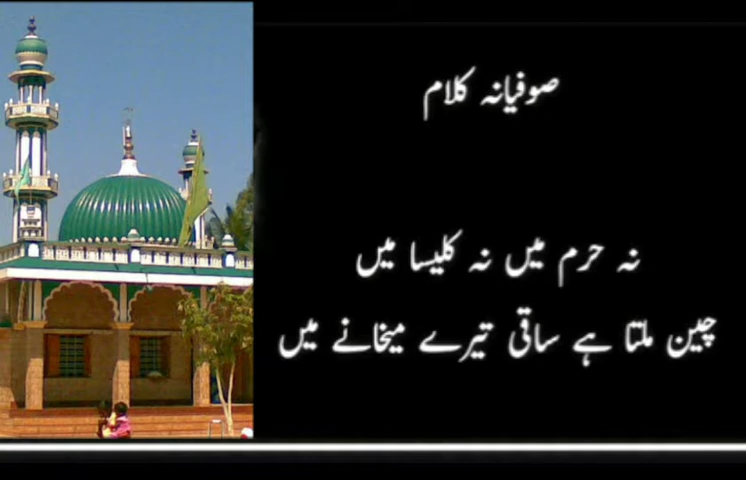 صوفیانہ کلام
نہ حرم میں نہ کلیسا میں
چین ملتا ہے ساقی تیرے میخانے میں